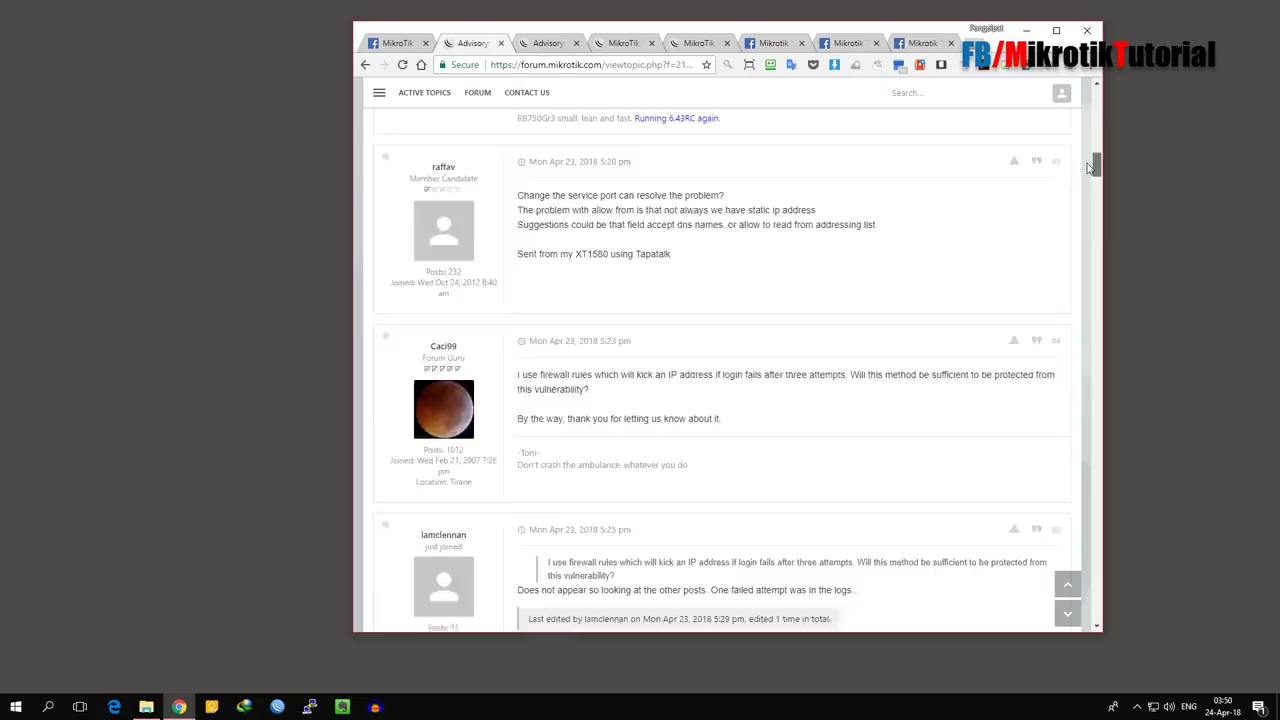 Pongpipat
MikroTi
Advisory
Advisory
MikroTi
Mikrotik
Mikrotik
Mikrotik
Mikrotik
FB/MikrotikTutorial
Secure
https://forum.mikrotik.com/viewtopic.php?f=21...
ACTIVE TOPICS
FORUM
CONTACT US
Search...
RB750Gr3 small, lean and fast. Running 6.43RC again.
raffav
Member Candidate
Posts: 232
Joined: Wed Oct 24, 2012 8:40
am
Mon Apr 23, 2018 5:20 pm
Change the service port can resolve the problem?
The problem with allow from is that not always we have static ip address
Suggestions could be that field accept dns names, or allow to read from addressing list
Sent from my XT1580 using Tapatalk
Caci99
Forum Guru
Posts: 1012
Joined: Wed Feb 21, 2007 7:26
pm
Location: Tirane
Mon Apr 23, 2018 5:23 pm
#4
I use firewall rules which will kick an IP address if login fails after three attempts. Will this method be sufficient to be protected from
this vulnerability?
By the way, thank you for letting us know about it.
-Toni-
Don't crash the ambulance, whatever you do
lamclennan
just joined
Mon Apr 23, 2018 5:25 pm
I use firewall rules which will kick an IP address if login fails after three attempts. Will this method be sufficient to be protected from
this vulnerability?
Does not appear so looking at the other posts. One failed attempt was in the logs...
Last edited by lamclennan on Mon Apr 23, 2018 5:29 pm, edited 1 time in total.
ENG
03:50
24-Apr-18